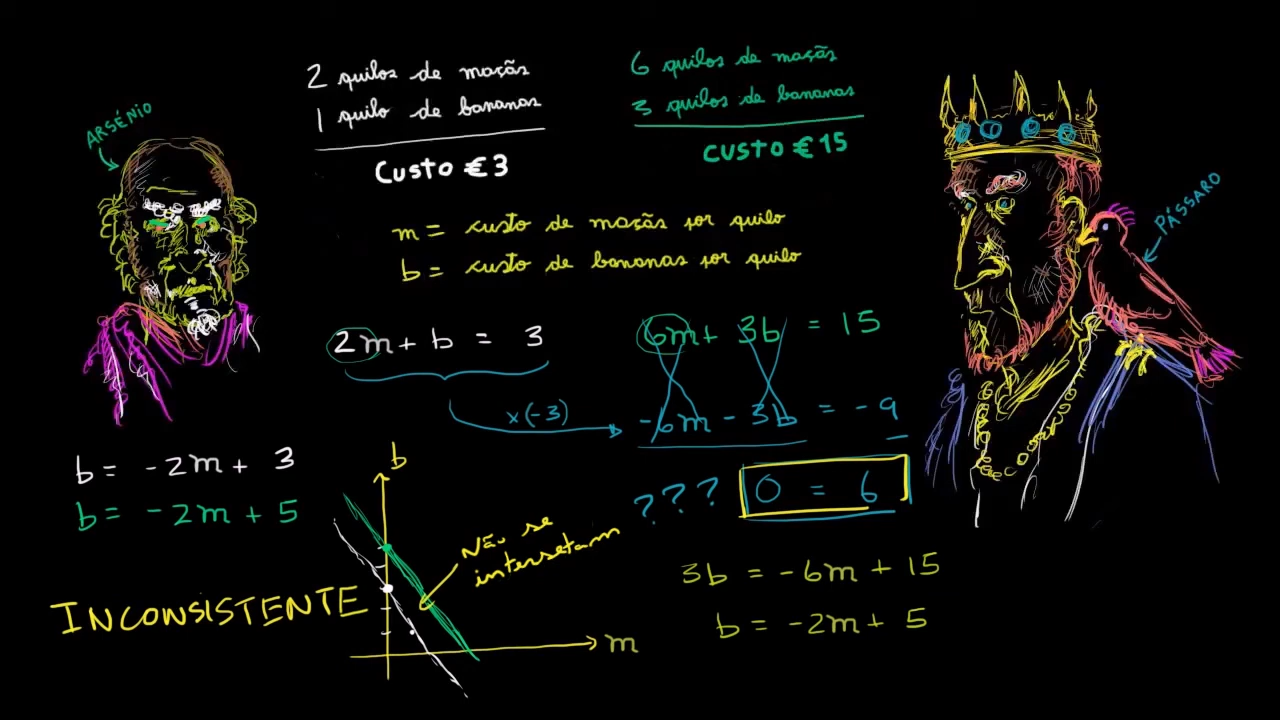 ARSÉNIO
2 quilos de maçãs
1 quilo de bananas
CUSTO € 3
6 quilos de maçãs
3 quilos de bananas
CUSTO € 15
PÁSSARO
m = custo de maçãs por quilo
b = custo de bananas por quilo
2m + b = 3
6m + 3b = 15
x(-3)
-6m - 3b = -9
??? 0 = 6
b = -2m + 3
b = -2m + 5
INCONSISTENTE
b
m
Não se
intersetam
3b = -6m + 15
b = -2m + 5